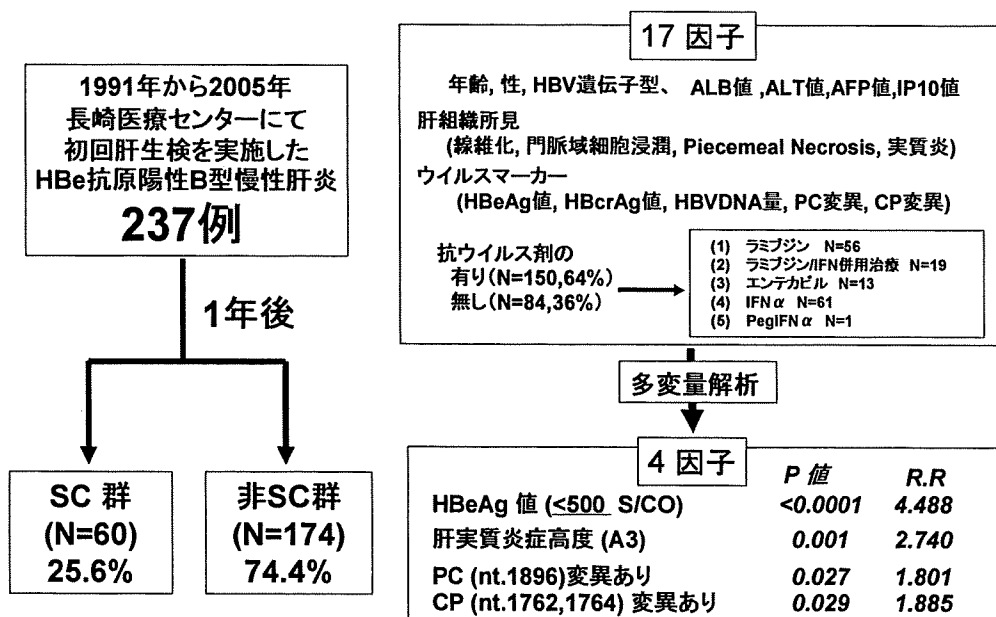 1991年から2005年
長崎医療センターにて
初回肝生検を実施した
HBe抗原陽性B型慢性肝炎
237例
1年後
SC 群
(N=60)
25.6%
非SC群
(N=174)
74.4%
17 因子
年齢, 性, HBV遺伝子型、 ALB値 ,ALT値,AFP値,IP10値
肝組織所見
(線維化, 門脈域細胞浸潤, Piecemeal Necrosis, 実質炎)
ウイルスマーカー
(HBeAg値, HBcrAg値, HBVDNA量, PC変異, CP変異)
抗ウイルス剤の
有り(N=150,64%)
無し(N=84,36%)
(1) ラミブジン N=56
(2) ラミブジン/IFN併用治療 N=19
(3) エンテカビル N=13
(4) IFNα N=61
(5) PegIFNα N=1
多変量解析
4 因子
P 値 R.R
HBeAg 値 (<500 S/CO) <0.0001 4.488
肝実質炎症高度 (A3) 0.001 2.740
PC (nt.1896)変異あり 0.027 1.801
CP (nt.1762,1764) 変異あり 0.029 1.885